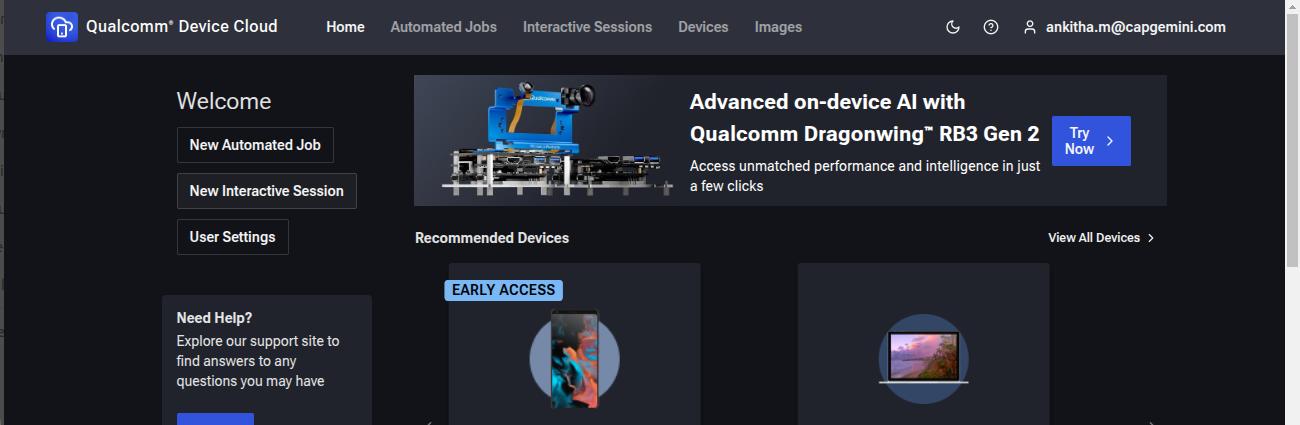 Qualcomm® Device Cloud
Home
Automated Jobs
Interactive Sessions
Devices
Images
ankitha.m@capgemini.com
Welcome
New Automated Job
New Interactive Session
User Settings
Need Help?
Explore our support site to
find answers to any
questions you may have
Qualcomm
Advanced on-device AI with
Qualcomm Dragonwing™ RB3 Gen 2
Access unmatched performance and intelligence in just
a few clicks
Try
Now
Recommended Devices
View All Devices
EARLY ACCESS